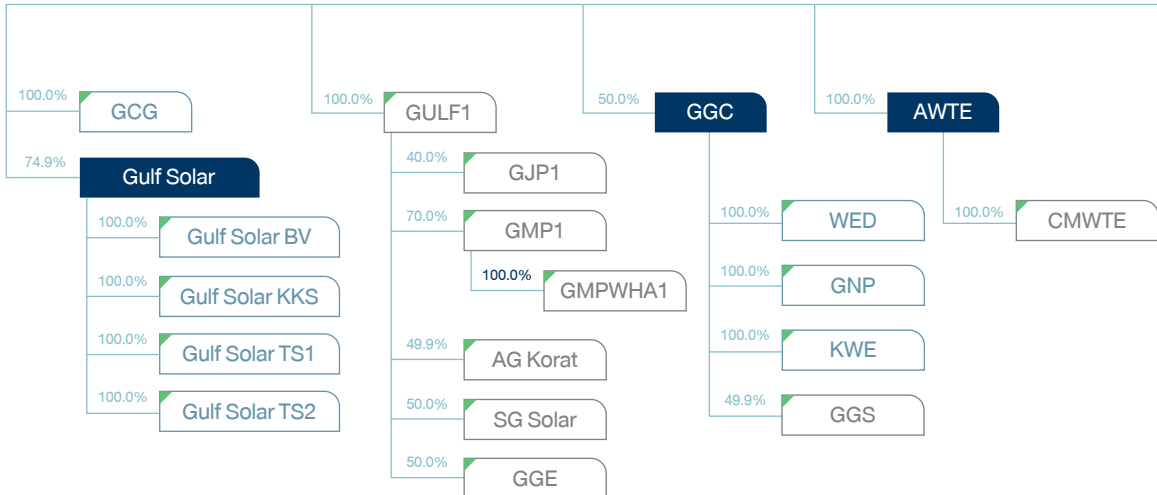 100.0%
GCG
74.9%
Gulf Solar
100.0%
Gulf Solar BV
100.0%
Gulf Solar KKS
100.0%
Gulf Solar TS1
100.0%
Gulf Solar TS2
100.0%
GULF1
40.0%
GJP1
70.0%
GMP1
100.0%
GMPWHA1
49.9%
AG Korat
50.0%
SG Solar
50.0%
GGE
50.0%
GGC
100.0%
WED
100.0%
GNP
100.0%
KWE
49.9%
GGS
100.0%
AWTE
100.0%
CMWTE